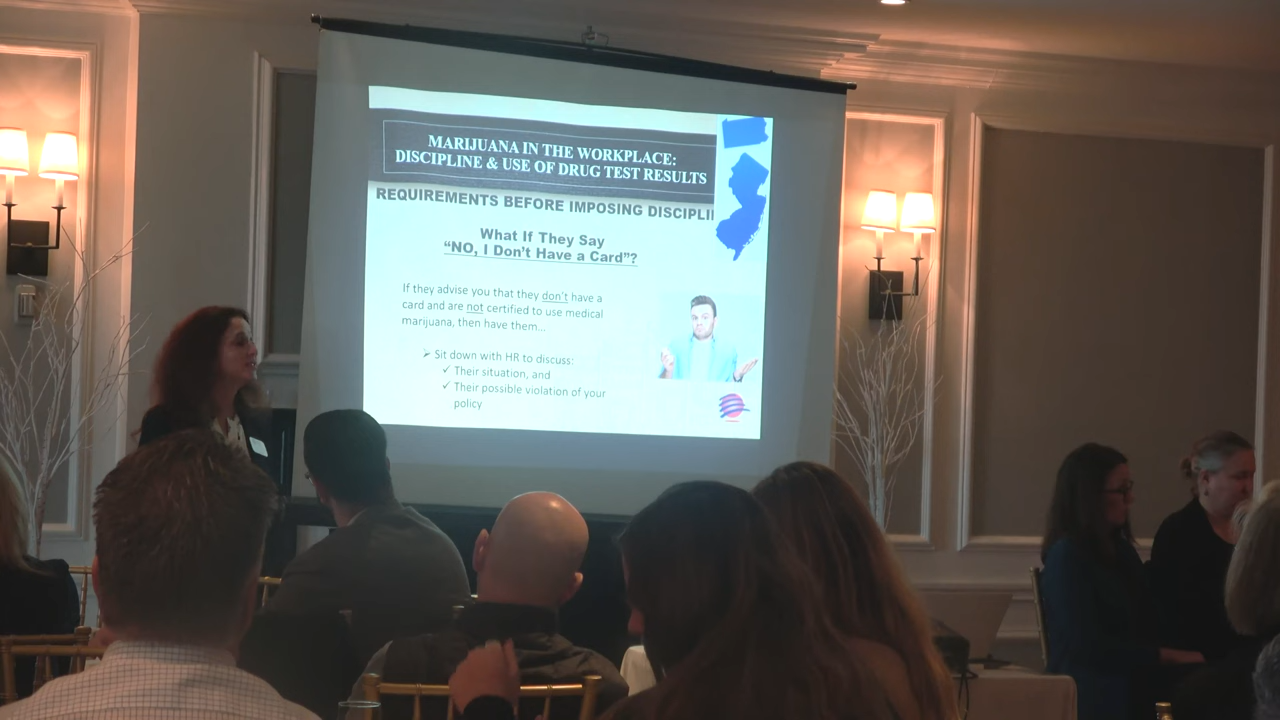 MARIJUANA IN THE WORKPLACE:
DISCIPLINE & USE OF DRUG TEST RESULTS
REQUIREMENTS BEFORE IMPOSING DISCIPLI
What If They Say
“NO, I Don’t Have a Card”?
If they advise you that they don’t have a
card and are not certified to use medical
marijuana, then have them...
➢ Sit down with HR to discuss:
✓ Their situation, and
✓ Their possible violation of your
policy